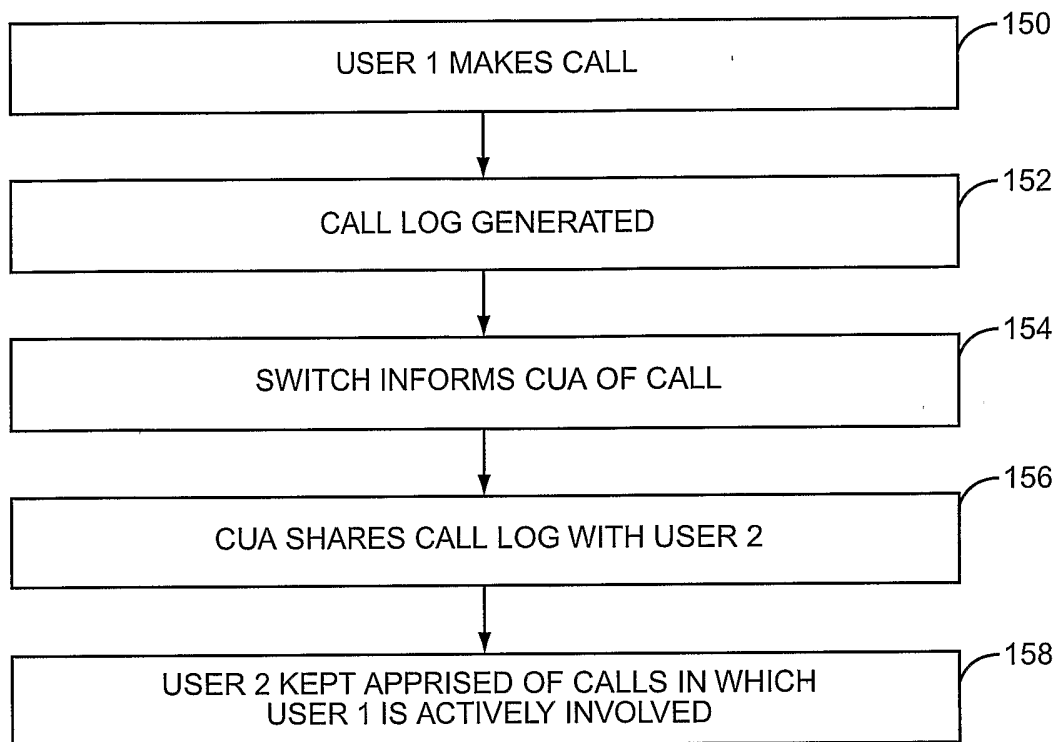 150
USER 1 MAKES CALL
152
CALL LOG GENERATED
154
SWITCH INFORMS CUA OF CALL
156
CUA SHARES CALL LOG WITH USER 2
158
USER 2 KEPT APPRISED OF CALLS IN WHICH
USER 1 IS ACTIVELY INVOLVED